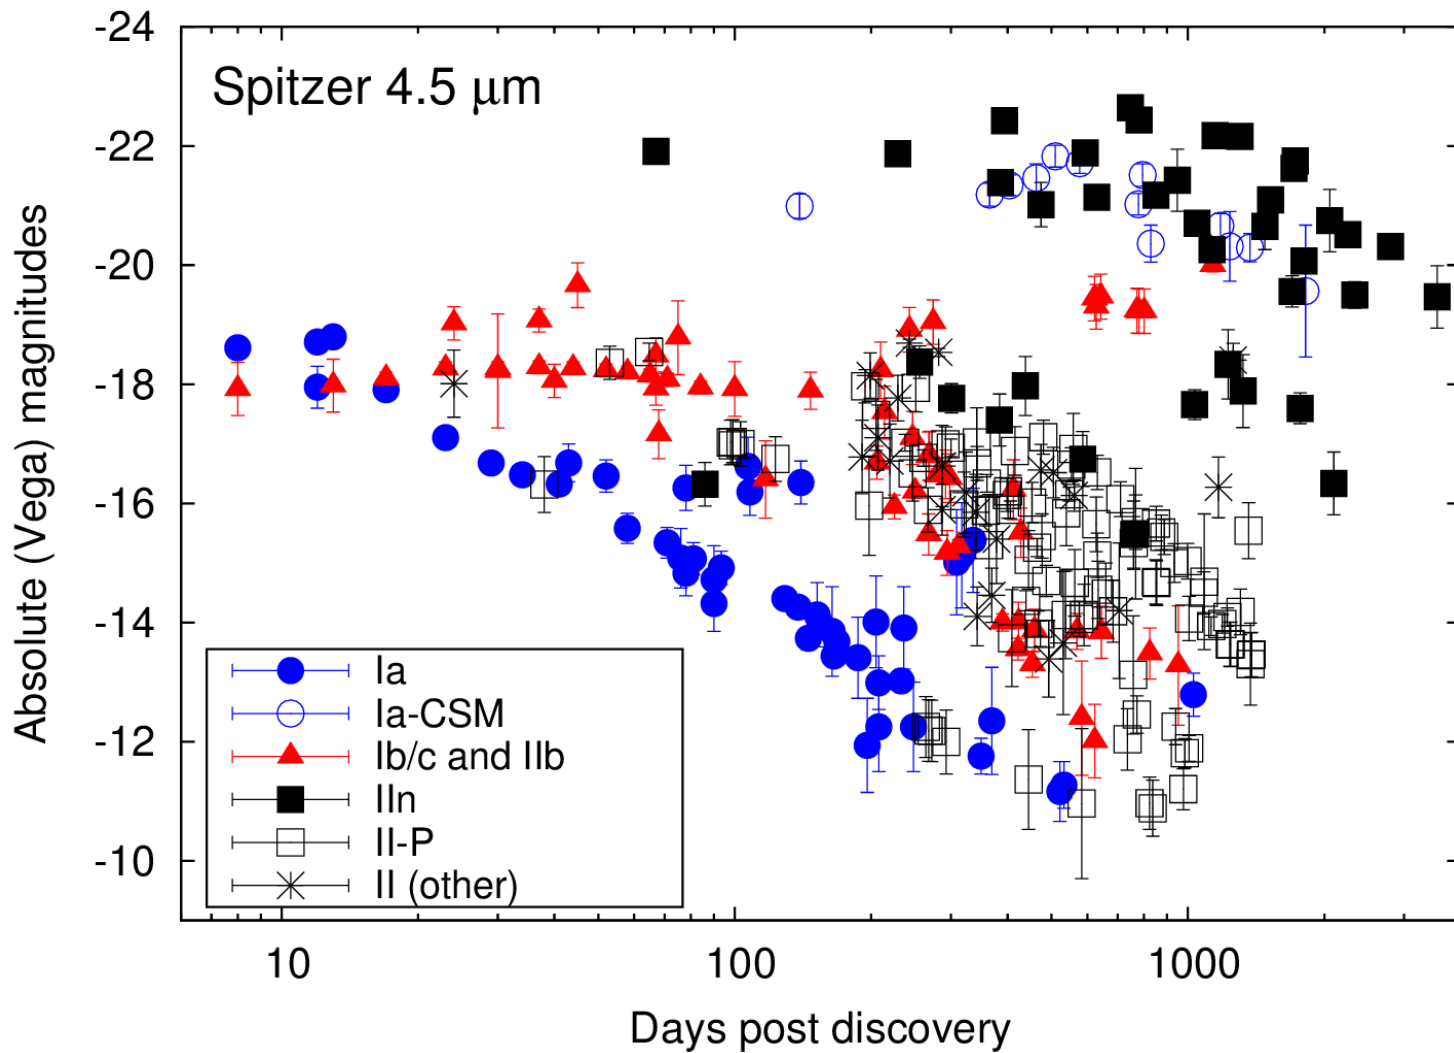 -24
Spitzer 4.5 μm
-22
-20
-18
-16
-14
-12
-10
Absolute (Vega) magnitudes
Ia
Ia-CSM
Ib/c and IIb
IIn
II-P
II (other)
10 100 1000
Days post discovery